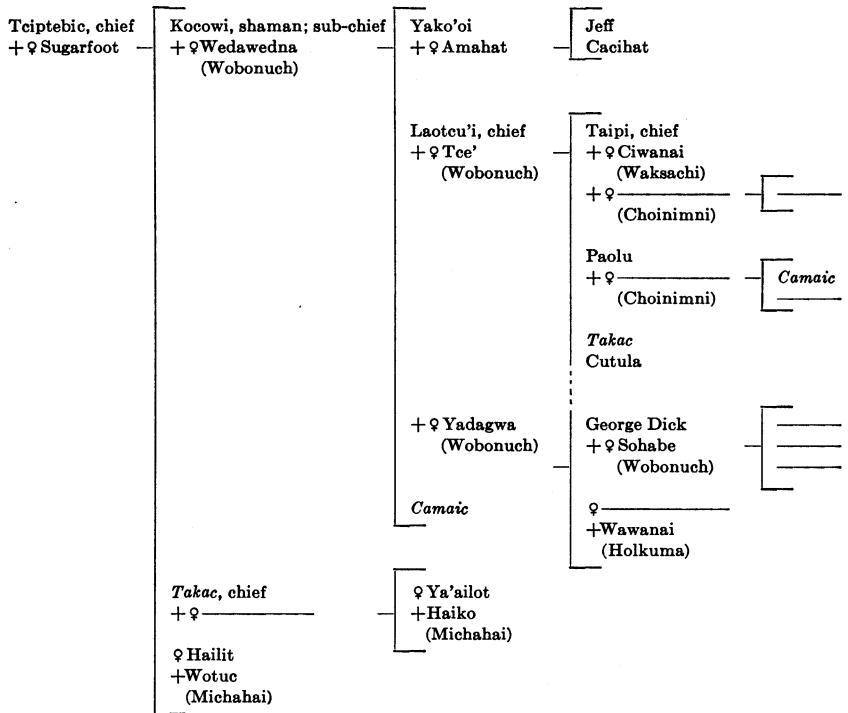 Tciptebic, chief
+♀ Sugarfoot
Kocowi, shaman; sub-chief
+♀Wedawedna
(Wobonuch)
Yako'oi
+♀ Amahat
Jeff
Cacihat
Laotcu'i, chief
+♀ Tce'
(Wobonuch)
Taipi, chief
+♀ Ciwanai
(Waksachi)
+♀
(Choinimni)
Paolu
+♀
(Choinimni)
Camaic
Takac
Cutula
+♀ Yadagwa
(Wobonuch)
George Dick
+♀ Sohabe
(Wobonuch)
♀
+Wawanai
(Holkuma)
Camaic
Takac, chief
+♀
♀ Ya'ailot
+Haiko
(Michahai)
♀ Hailit
+Wotuc
(Michahai)